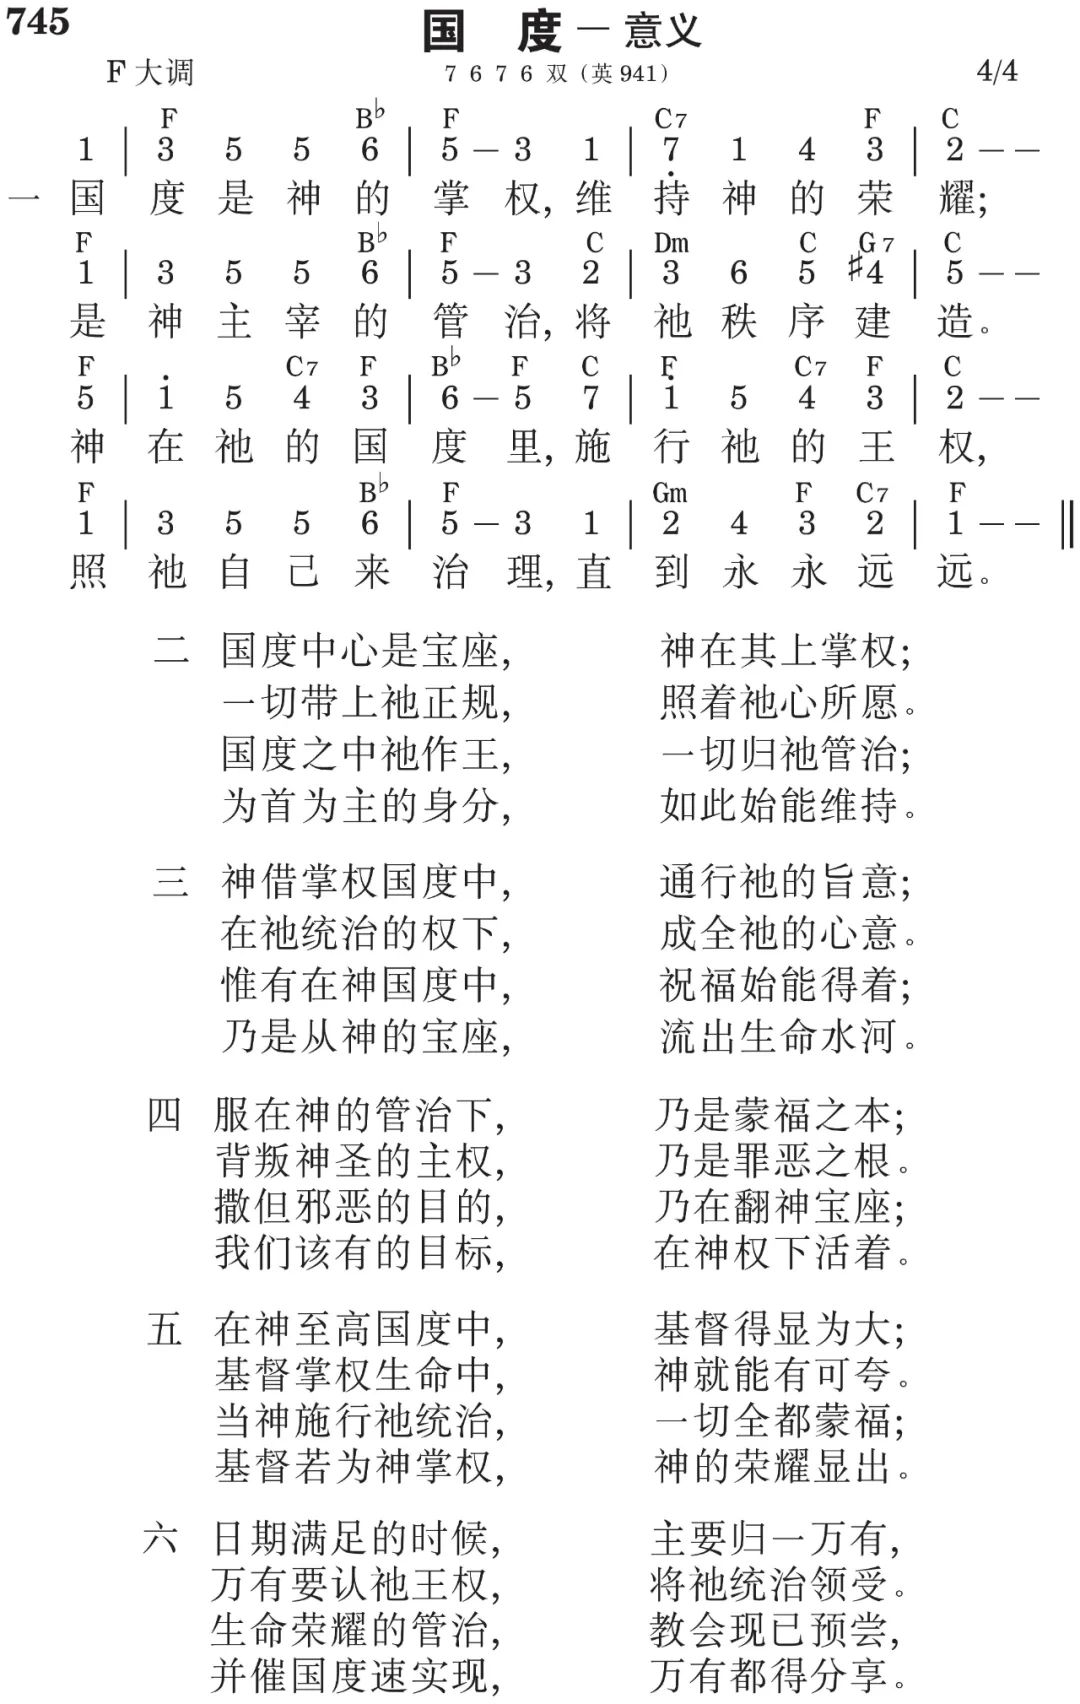 745
国 度 — 意义
F大调 7 6 7 6 双（英941） 4/4
F B♭ F C7 F C
1 | 3 5 5 6 | 5 – 3 1 | 7̣ 1 4 3 | 2 – –
一 国 度 是 神 的 掌 权, 维 持 神 的 荣 耀;
F B♭ F C Dm C G7 C
1 | 3 5 5 6 | 5 – 3 2 | 3 6 5 ♯4 | 5 – –
是 神 主 宰 的 管 治, 将 祂 秩 序 建 造。
F C7 F B♭ F C F C7 F C
5 | i̇ 5 4 3 | 6 – 5 7 | i̇ 5 4 3 | 2 – –
神 在 祂 的 国 度 里, 施 行 祂 的 王 权,
F B♭ F Gm F C7 F
1 | 3 5 5 6 | 5 – 3 1 | 2 4 3 2 | 1 – – ‖
照 祂 自 己 来 治 理, 直 到 永 永 远 远。
二 国度中心是宝座, 神在其上掌权;
一切带上祂正规, 照着祂心所愿。
国度之中祂作王, 一切归祂管治;
为首为主的身分, 如此始能维持。
三 神借掌权国度中, 通行祂的旨意;
在祂统治的权下, 成全祂的心意。
惟有在神国度中, 祝福始能得着;
乃是从神的宝座, 流出生命水河。
四 服在神的管治下, 乃是蒙福之本;
背叛神圣的主权, 乃是罪恶之根。
撒但邪恶的目的, 乃在翻神宝座;
我们该有的目标, 在神权下活着。
五 在神至高国度中, 基督得显为大;
基督掌权生命中, 神就能有可夸。
当神施行祂统治, 一切全都蒙福;
基督若为神掌权, 神的荣耀显出。
六 日期满足的时候, 主要归一万有,
万有要认祂王权, 将祂统治领受。
生命荣耀的管治, 教会现已预尝,
并催国度速实现, 万有都得分享。